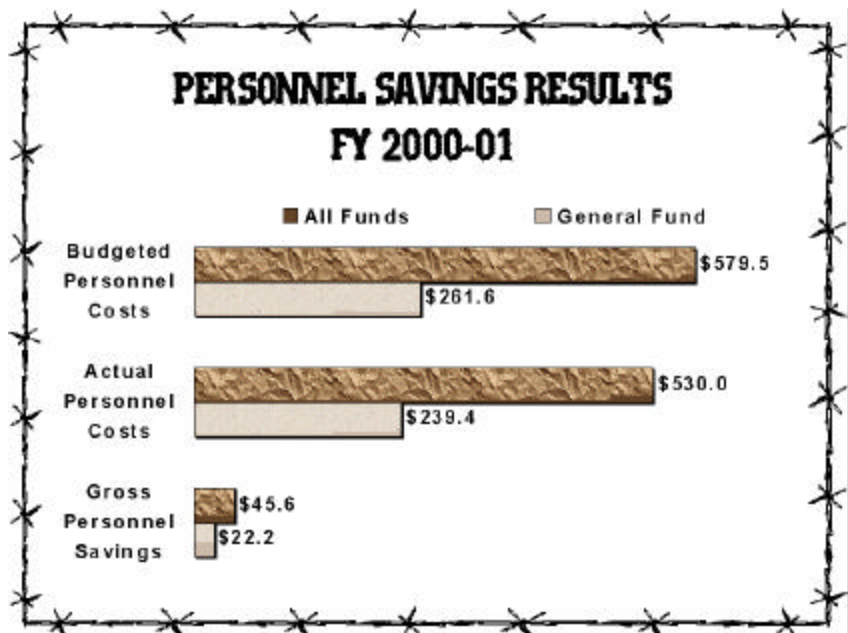 PERSONNEL SAVINGS RESULTS
FY 2000-01
All Funds
General Fund
Budgeted
Personnel
Costs
$579.5
$261.6
Actual
Personnel
Costs
$530.0
$239.4
Gross
Personnel
Savings
$45.6
$22.2